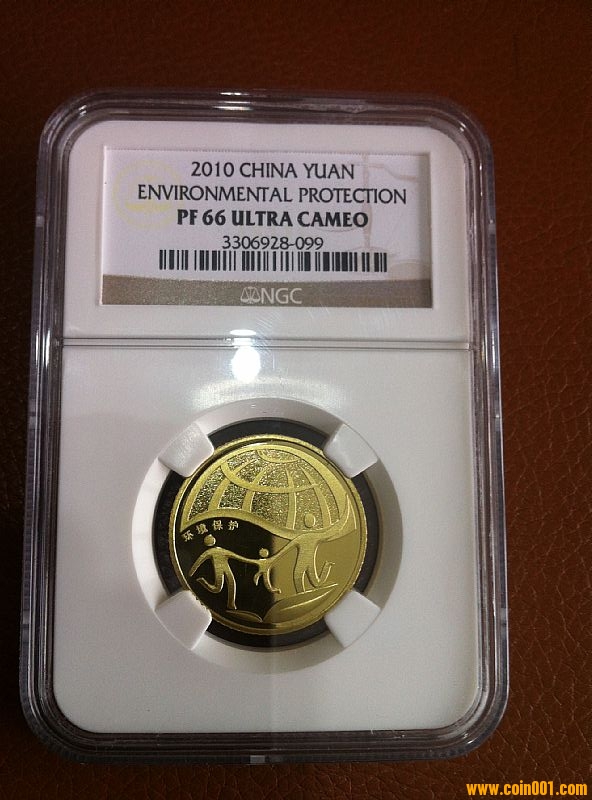 2010 CHINA YUAN
ENVIRONMENTAL PROTECTION
PF 66 ULTRA CAMEO
3306928-099
NGC
环境保护
www.coin001.com